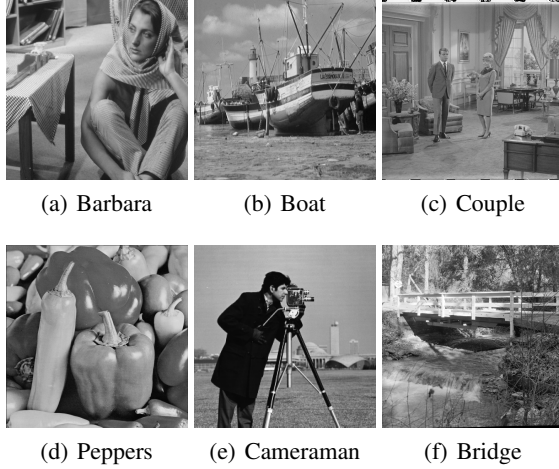 (a) Barbara
(b) Boat
(c) Couple
(d) Peppers
(e) Cameraman
(f) Bridge